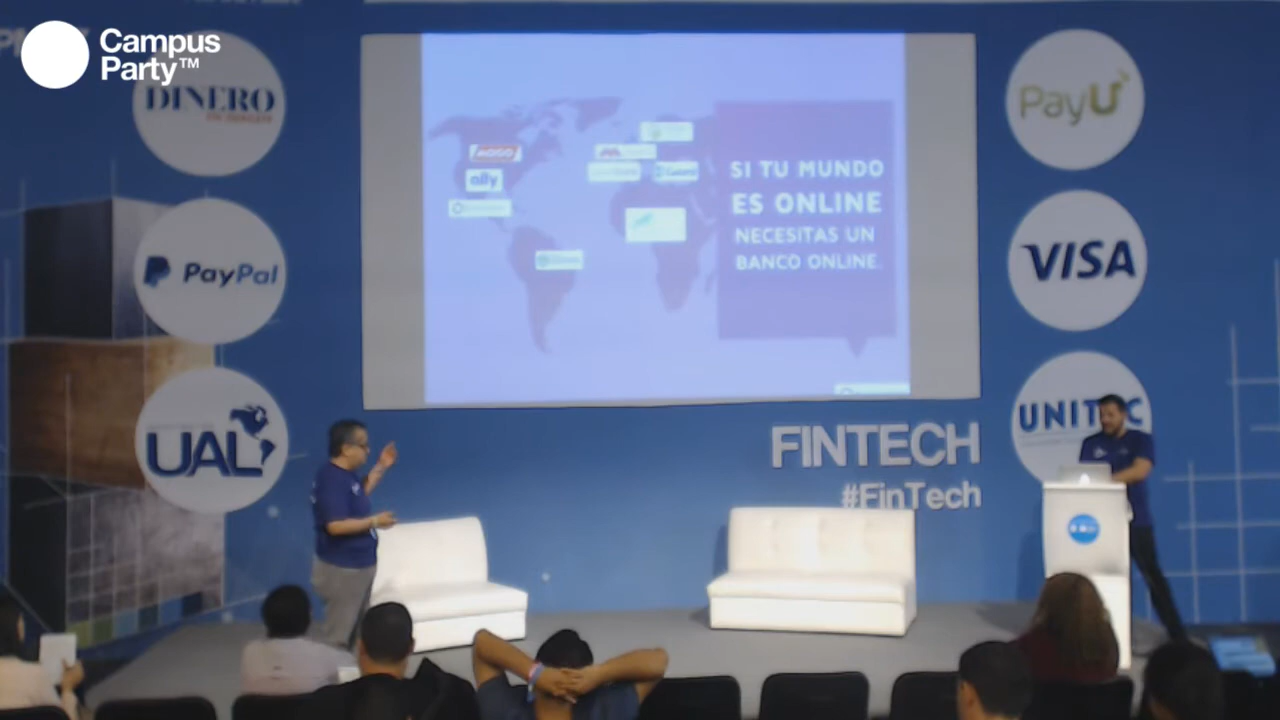 Campus
Party™
DINERO
PayPal
UAL
MOGO
ally
SI TU MUNDO
ES ONLINE
NECESITAS UN
BANCO ONLINE.
PayU
VISA
FINTECH
#FinTech